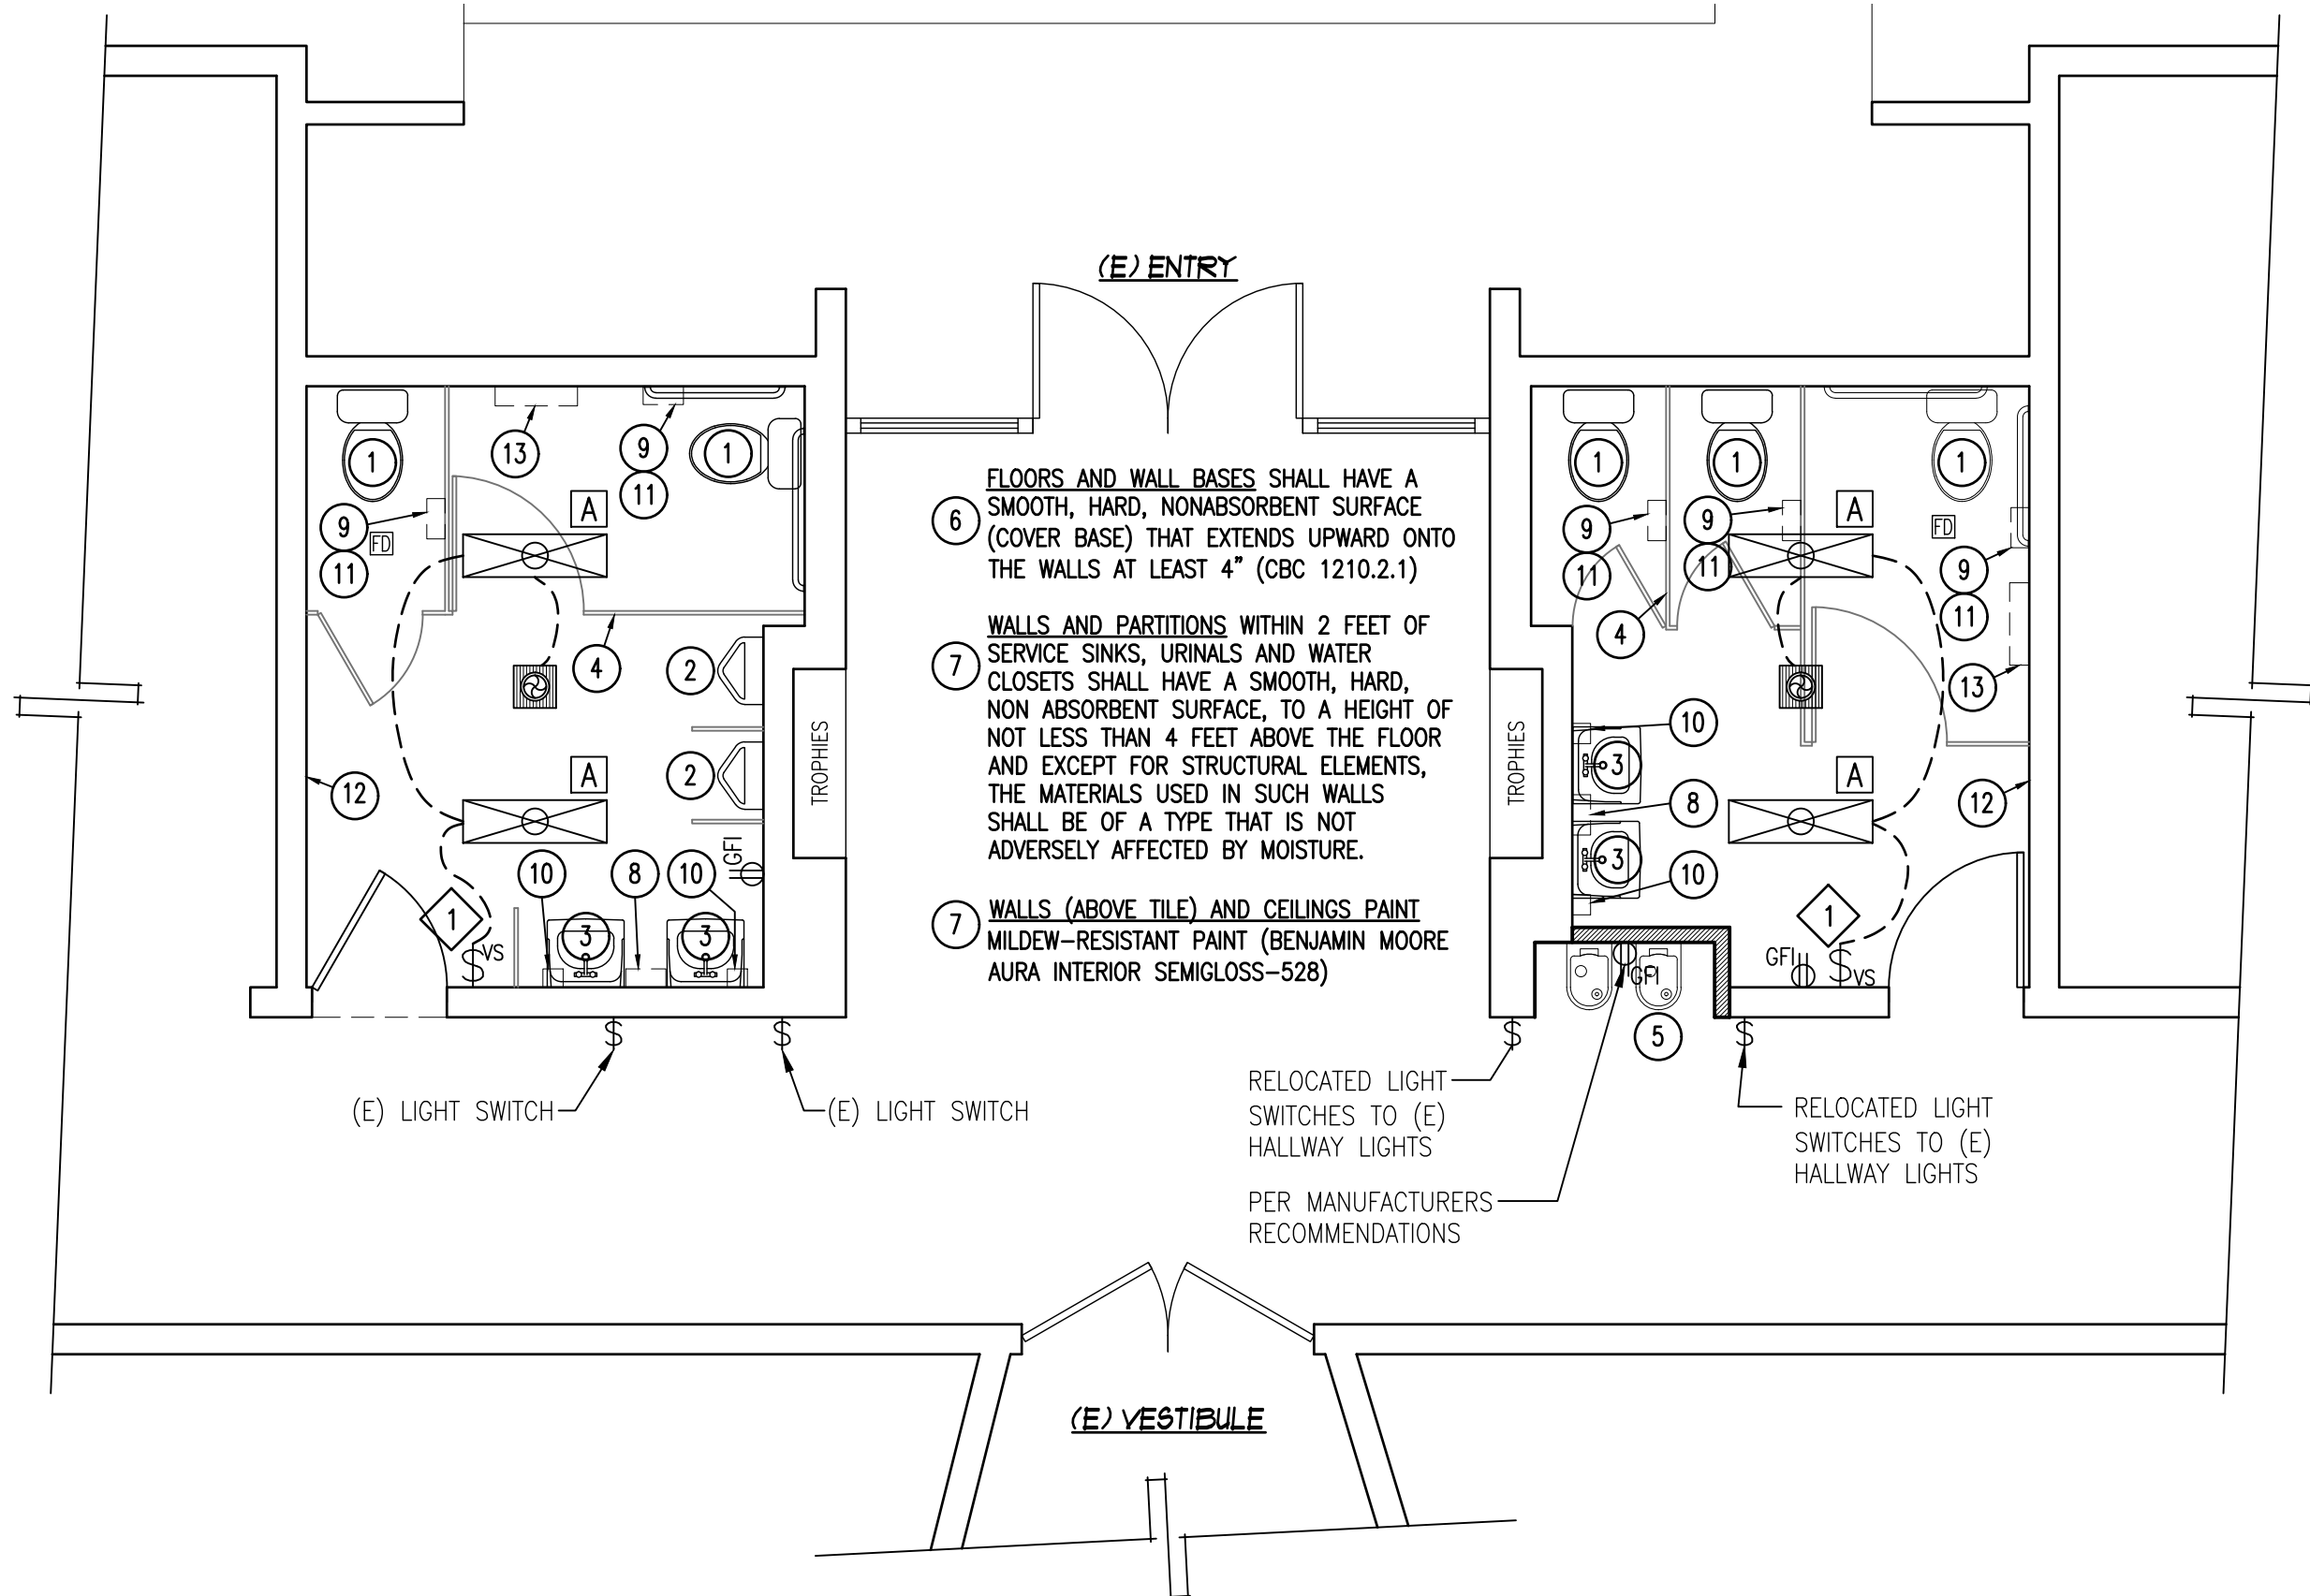 (E) ENTRY
1
13
9
11
1
A
9
11
FD
4
2
2
A
12
TROPHIES
GFI
10
8
10
1
3
3
$
VS
6
FLOORS AND WALL BASES SHALL HAVE A
SMOOTH, HARD, NONABSORBENT SURFACE
(COVER BASE) THAT EXTENDS UPWARD ONTO
THE WALLS AT LEAST 4" (CBC 1210.2.1)
7
WALLS AND PARTITIONS WITHIN 2 FEET OF
SERVICE SINKS, URINALS AND WATER
CLOSETS SHALL HAVE A SMOOTH, HARD,
NON ABSORBENT SURFACE, TO A HEIGHT OF
NOT LESS THAN 4 FEET ABOVE THE FLOOR
AND EXCEPT FOR STRUCTURAL ELEMENTS,
THE MATERIALS USED IN SUCH WALLS
SHALL BE OF A TYPE THAT IS NOT
ADVERSELY AFFECTED BY MOISTURE.
7
WALLS (ABOVE TILE) AND CEILINGS PAINT
MILDEW-RESISTANT PAINT (BENJAMIN MOORE
AURA INTERIOR SEMIGLOSS-528)
1
1
1
9
11
9
11
A
FD
9
11
4
13
10
TROPHIES
3
8
A
12
3
10
1
GFI
$
VS
GFI
5
$
$
$
$
(E) LIGHT SWITCH
(E) LIGHT SWITCH
RELOCATED LIGHT
SWITCHES TO (E)
HALLWAY LIGHTS
RELOCATED LIGHT
SWITCHES TO (E)
HALLWAY LIGHTS
PER MANUFACTURERS
RECOMMENDATIONS
(E) VESTIBULE